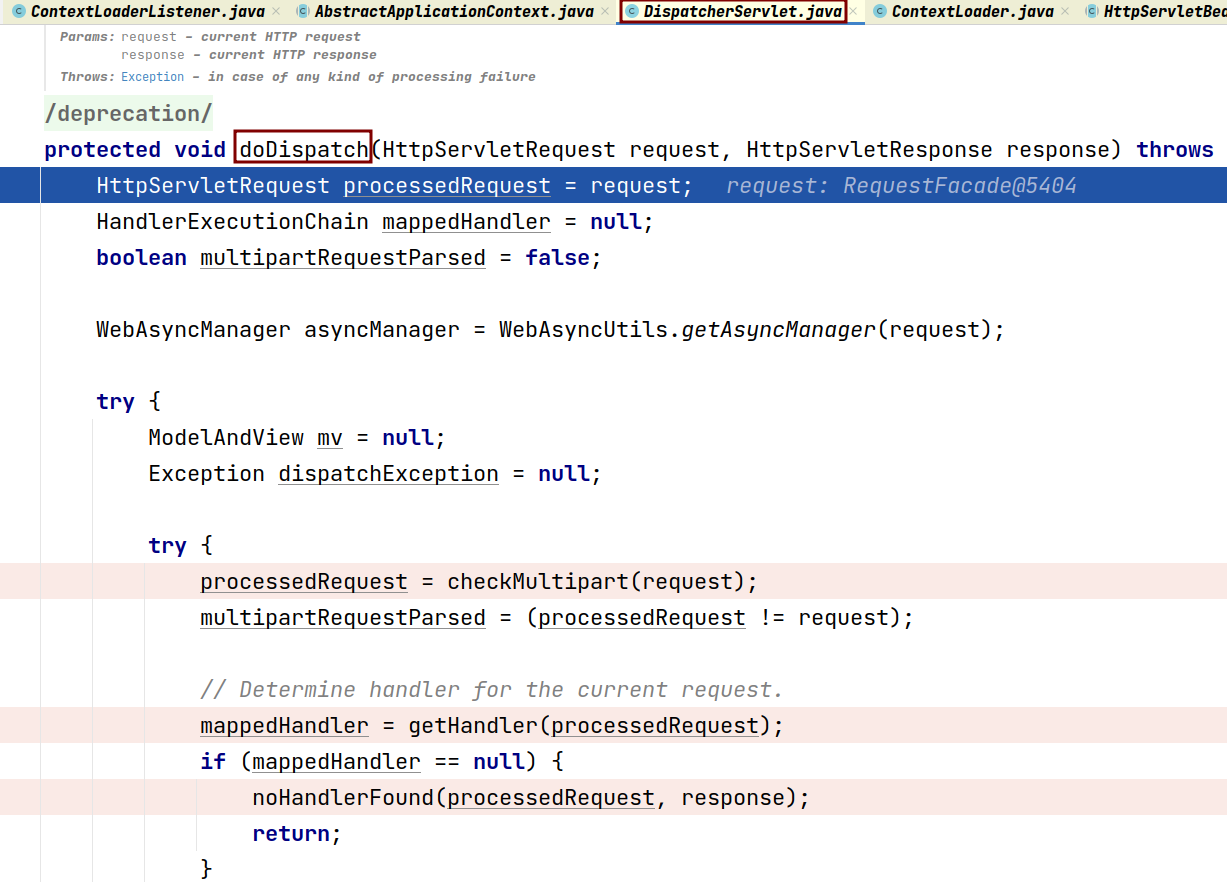 ContextLoaderListener.java × AbstractApplicationContext.java × DispatcherServlet.java × ContextLoader.java × HttpServletBea
Params: request – current HTTP request
response – current HTTP response
Throws: Exception – in case of any kind of processing failure
/deprecation/
protected void doDispatch(HttpServletRequest request, HttpServletResponse response) throws
HttpServletRequest processedRequest = request; request: RequestFacade@5404
HandlerExecutionChain mappedHandler = null;
boolean multipartRequestParsed = false;
WebAsyncManager asyncManager = WebAsyncUtils.getAsyncManager(request);
try {
ModelAndView mv = null;
Exception dispatchException = null;
try {
processedRequest = checkMultipart(request);
multipartRequestParsed = (processedRequest != request);
// Determine handler for the current request.
mappedHandler = getHandler(processedRequest);
if (mappedHandler == null) {
noHandlerFound(processedRequest, response);
return;
}